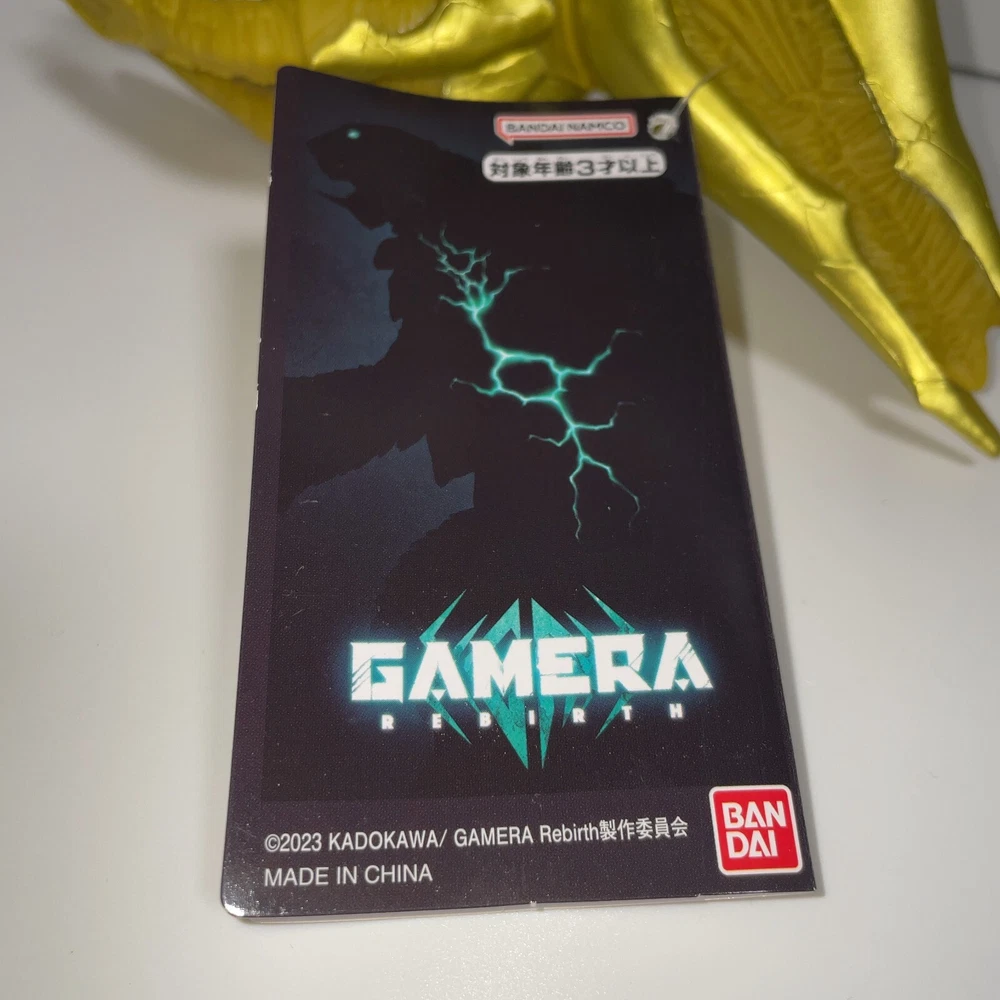 BANDAI NAMCO
対象年齢3才以上
GAMERA
REBIRTH
©2023 KADOKAWA/ GAMERA Rebirth製作委員会
MADE IN CHINA
BAN
DAI